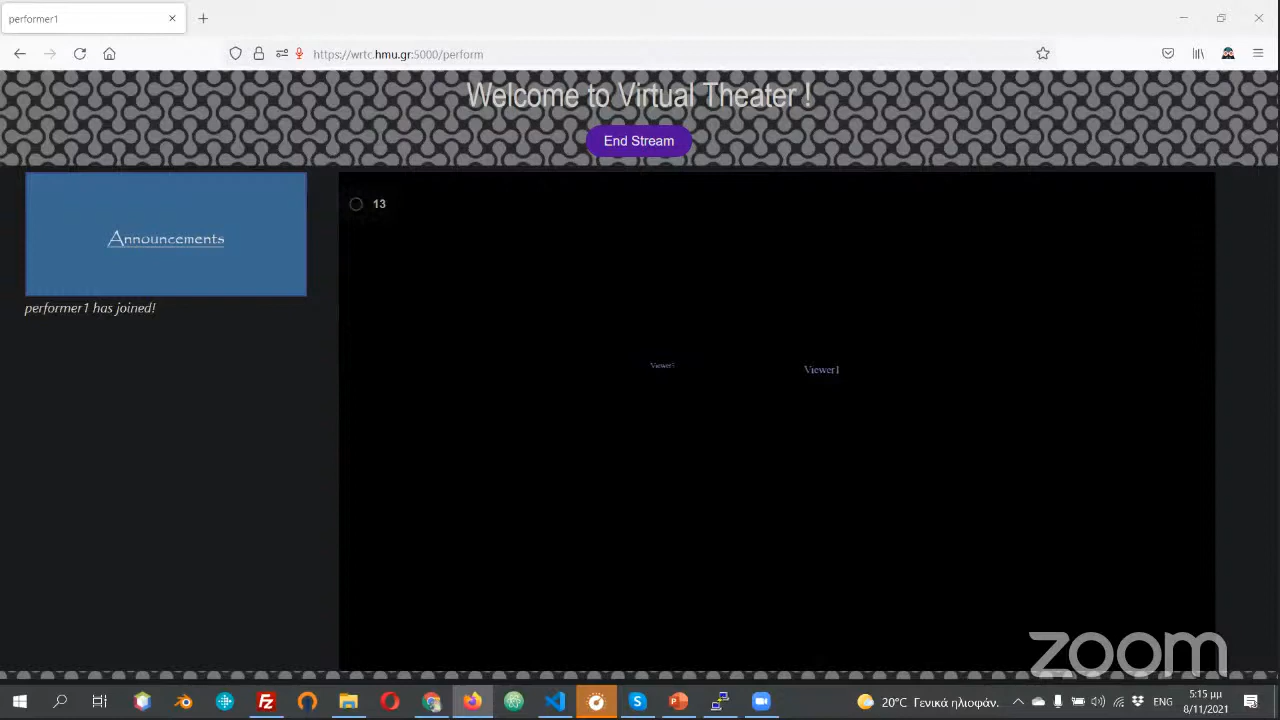 performer1
https://wrtc.hmu.gr:5000/perform
Welcome to Virtual Theater !
End Stream
Announcements
performer1 has joined!
13
Viewer1
zoom
20°C Γενικά ηλιοφάν.
ENG
5:15 μμ
8/11/2021